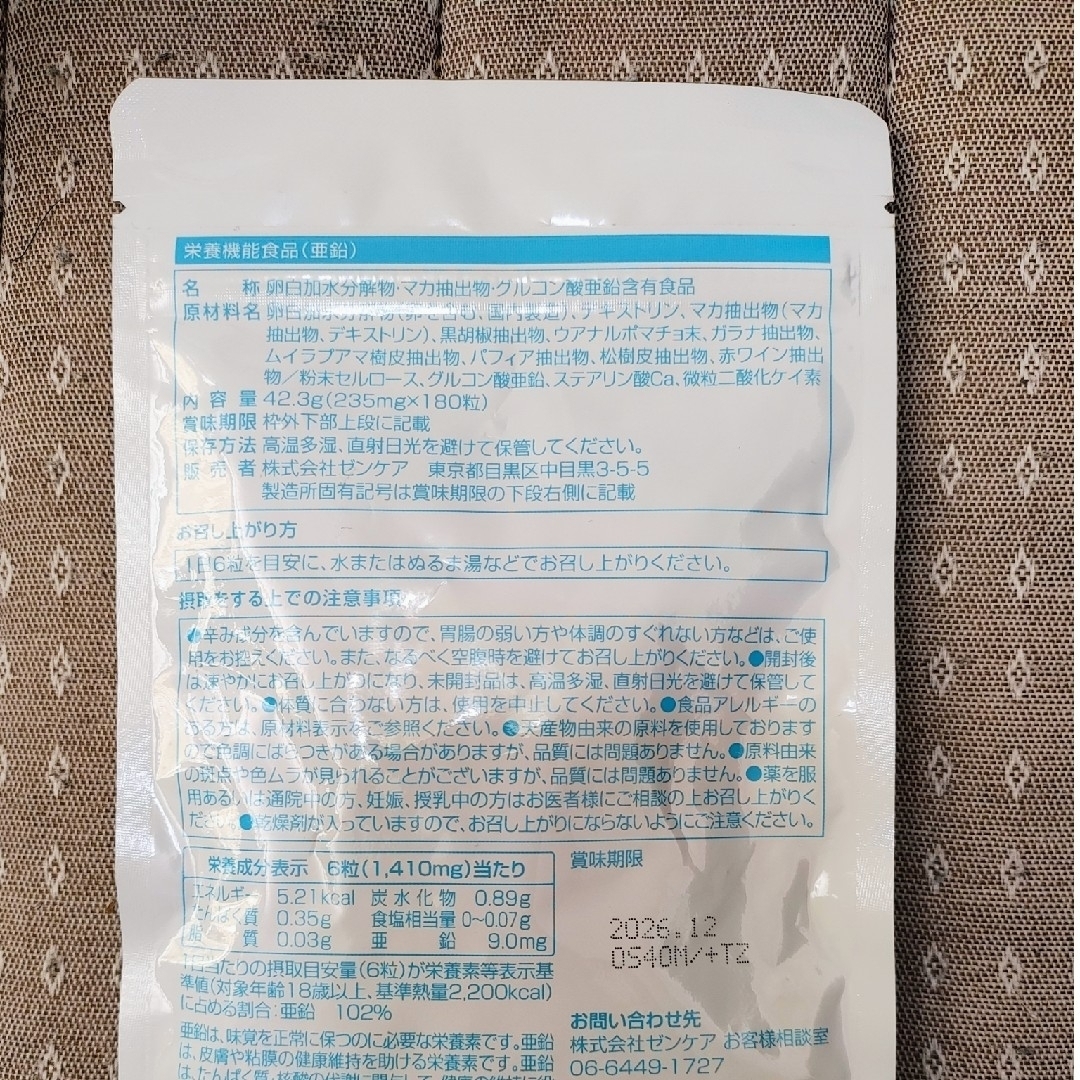 栄養機能食品(亜鉛)
名　称 卵白加水分解物・マカ抽出物・グルコン酸亜鉛含有食品
原材料名 卵白加水分解物(卵を含む、国内製造)、デキストリン、マカ抽出物(マカ
抽出物、デキストリン)、黒胡椒抽出物、ウアナルポマチョ末、ガラナ抽出物、
ムイラプアマ樹皮抽出物、パフィア抽出物、松樹皮抽出物、赤ワイン抽出
物／粉末セルロース、グルコン酸亜鉛、ステアリン酸Ca、微粒二酸化ケイ素
内容量 42.3g(235mg×180粒)
賞味期限 枠外下部上段に記載
保存方法 高温多湿、直射日光を避けて保管してください。
販売者 株式会社ゼンケア　東京都目黒区中目黒3-5-5
製造所固有記号は賞味期限の下段右側に記載
お召し上がり方
1日6粒を目安に、水またはぬるま湯などでお召し上がりください。
摂取をする上での注意事項
●辛み成分を含んでいますので、胃腸の弱い方や体調のすぐれない方などは、ご使
用をお控えください。また、なるべく空腹時を避けてお召し上がりください。●開封後
は速やかにお召し上がりになり、未開封品は、高温多湿、直射日光を避けて保管して
ください。●体質に合わない方は、使用を中止してください。●食品アレルギーの
ある方は、原材料表示をご参照ください。●天産物由来の原料を使用しております
ので色調にばらつきがある場合がありますが、品質には問題ありません。●原料由来
の斑点や色ムラが見られることがございますが、品質には問題ありません。●薬を服
用あるいは通院中の方、妊娠、授乳中の方はお医者様にご相談の上お召し上がりく
ださい。●乾燥剤が入っていますので、お召し上がりにならないようにご注意ください。
栄養成分表示　6粒(1,410mg)当たり
エネルギー 5.21kcal 炭水化物 0.89g
たんぱく質 0.35g 食塩相当量 0〜0.07g
脂質 0.03g 亜鉛 9.0mg
1日当たりの摂取目安量(6粒)が栄養素等表示基
準値(対象年齢18歳以上、基準熱量2,200kcal)
に占める割合：亜鉛　102%
亜鉛は、味覚を正常に保つのに必要な栄養素です。亜鉛
は、皮膚や粘膜の健康維持を助ける栄養素です。亜鉛
は、たんぱく質・核酸の代謝に関与して、健康の維持に役
賞味期限
2026.12
0S40M/+TZ
お問い合わせ先
株式会社ゼンケア お客様相談室
06-6449-1727